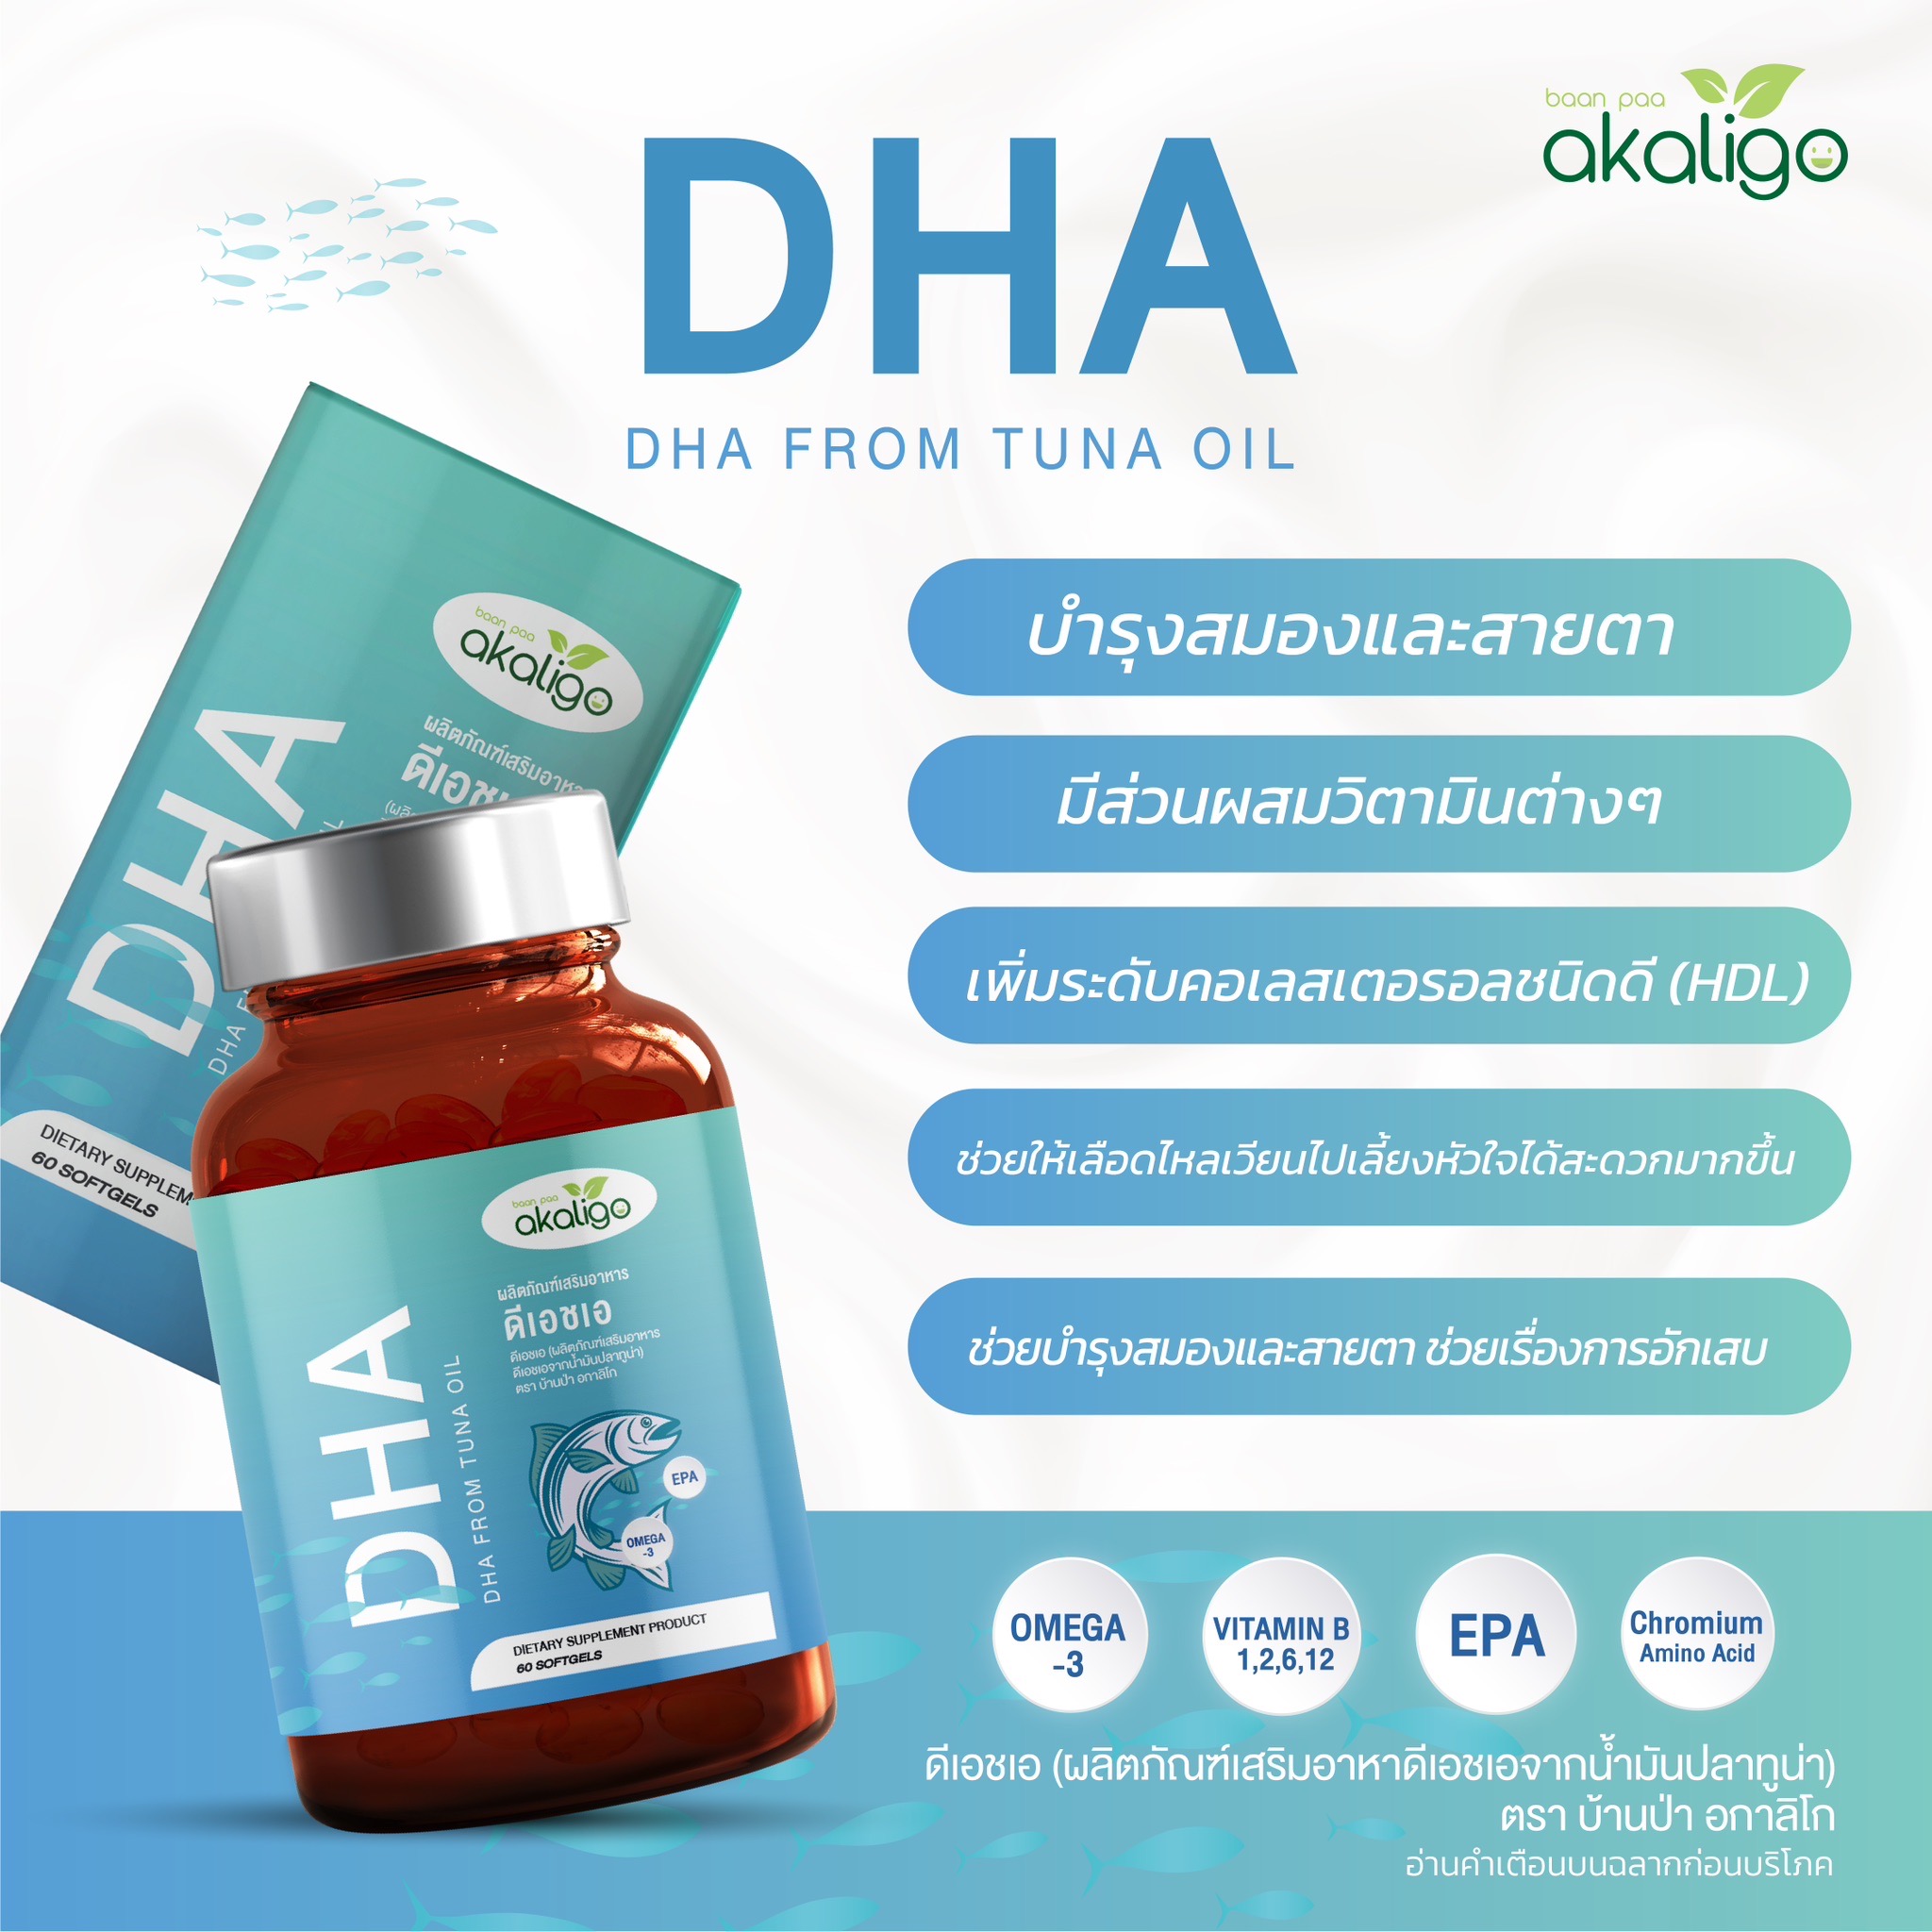 baan paa
akaligo
DHA
DHA FROM TUNA OIL
บำรุงสมองและสายตา
มีส่วนผสมวิตามินต่างๆ
เพิ่มระดับคอเลสเตอรอลชนิดดี (HDL)
ช่วยให้เลือดไหลเวียนไปเลี้ยงหัวใจได้สะดวกมากขึ้น
ช่วยบำรุงสมองและสายตา ช่วยเรื่องการอักเสบ
baan paa
akaligo
ผลิตภัณฑ์เสริมอาหาร
DHA
DIETARY SUPPLEM
60 SOFTGELS
baan paa
akaligo
ผลิตภัณฑ์เสริมอาหาร
ดีเอชเอ
ดีเอชเอ (ผลิตภัณฑ์เสริมอาหาร
ดีเอชเอจากน้ำมันปลาทูน่า)
ตรา บ้านป่า อกาลิโก
DHA
DHA FROM TUNA OIL
EPA
OMEGA
-3
DIETARY SUPPLEMENT PRODUCT
60 SOFTGELS
OMEGA
-3
VITAMIN B
1,2,6,12
EPA
Chromium
Amino Acid
ดีเอชเอ (ผลิตภัณฑ์เสริมอาหาดีเอชเอจากน้ำมันปลาทูน่า)
ตรา บ้านป่า อกาลิโก
อ่านคำเตือนบนฉลากก่อนบริโภค